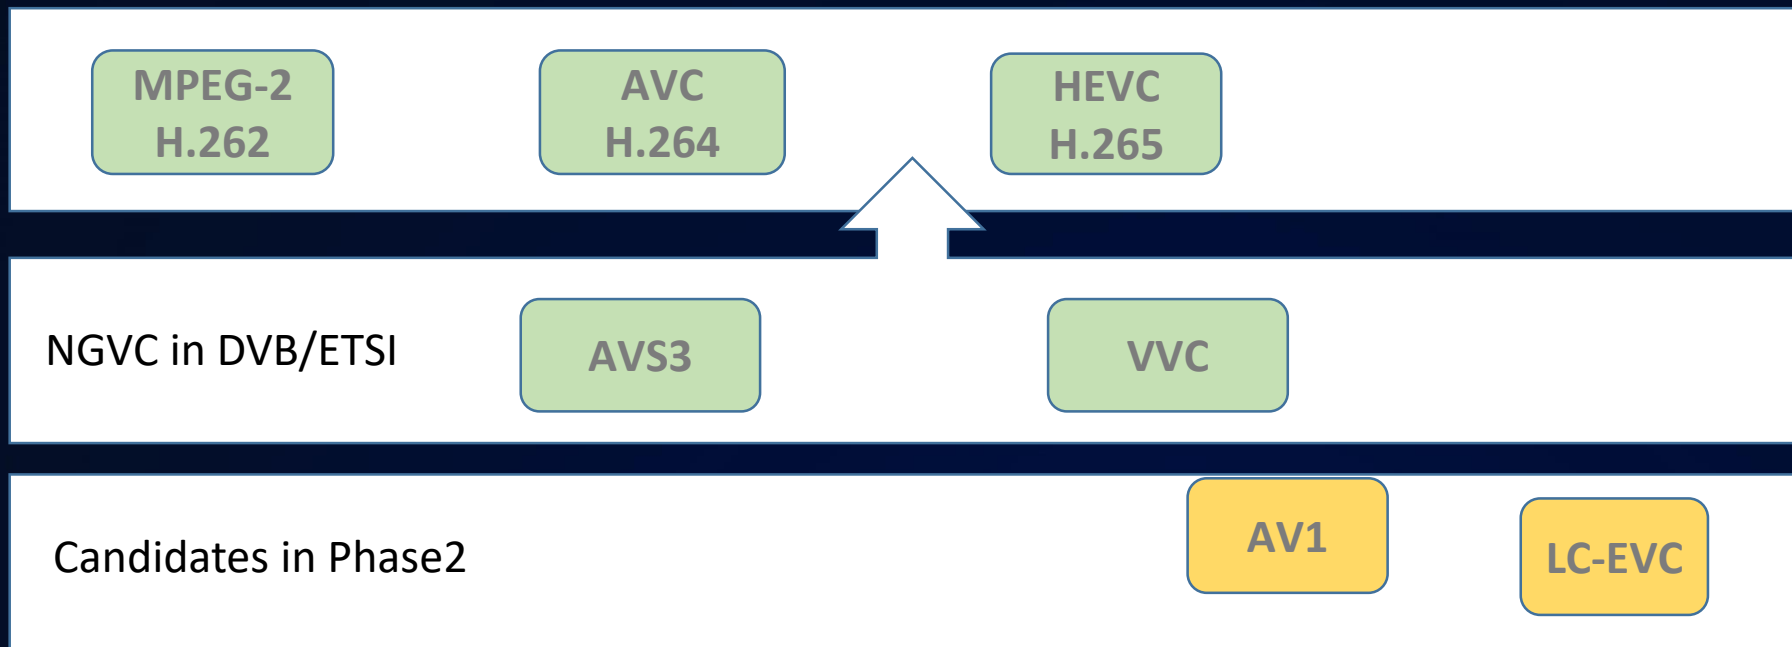 MPEG-2
H.262
AVC
H.264
HEVC
H.265
NGVC in DVB/ETSI
AVS3
VVC
Candidates in Phase2
AV1
LC-EVC